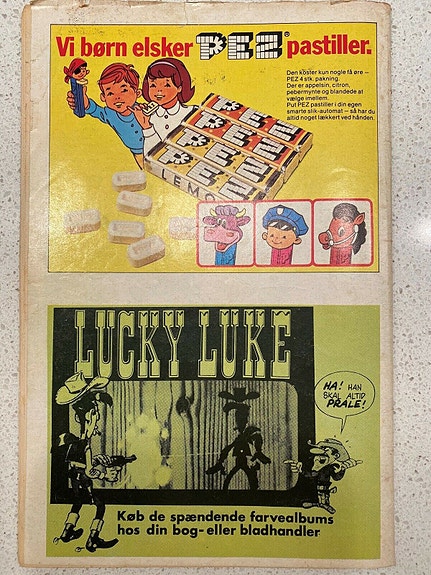 Vi børn elsker PEZ® pastiller.
Den koster kun nogle få øre –
PEZ 4 stk. pakning.
Der er appelsin, citron,
pebermynte og blandede at
vælge imellem.
Put PEZ pastiller i din egen
smarte slik-automat – så har du
altid noget lækkert ved hånden.
PEZ
PEZ
PEZ
PEZ
LEMO
LUCKY LUKE
HA! HAN
SKAL ALTID
PRALE!
Køb de spændende farvealbums
hos din bog- eller bladhandler